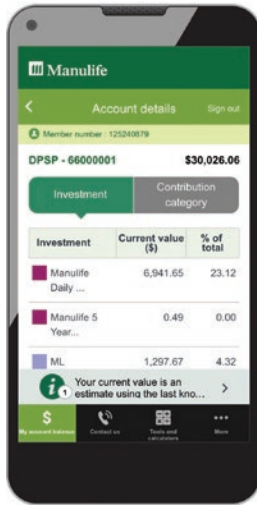 Manulife
Account details Sign out
Member number : 125240879
DPSP - 66000001 $30,026.06
Investment
Contribution
category
Investment Current value
($) % of
total
Manulife
Daily ... 6,941.65 23.12
Manulife 5
Year... 0.49 0.00
ML 1,297.67 4.32
i 1 Your current value is an
estimate using the last kno... >
$
My account balance Contact us Tools and
calculators More